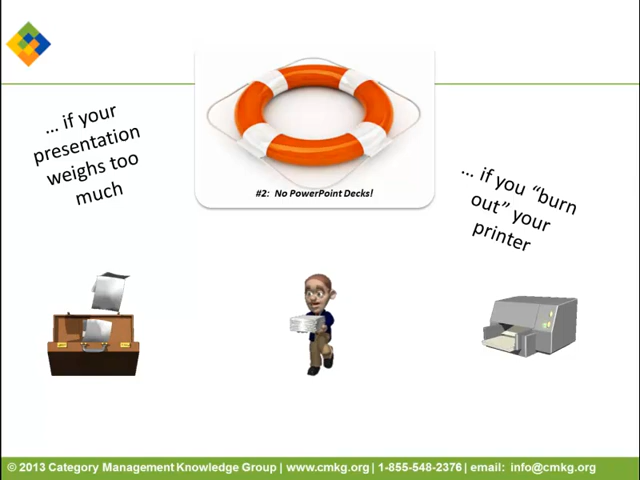 #2:  No PowerPoint Decks!
... if your
presentation
weighs too
much
... if you “burn
out” your
printer
© 2013 Category Management Knowledge Group | www.cmkg.org | 1-855-548-2376 | email:  info@cmkg.org